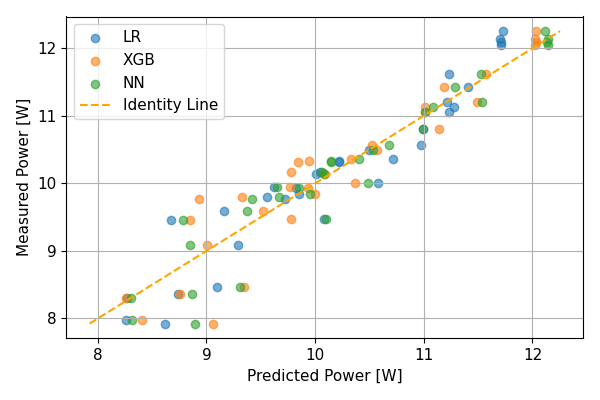 LR
XGB
NN
Identity Line
12
11
10
9
8
Measured Power [W]
8
9
10
11
12
Predicted Power [W]